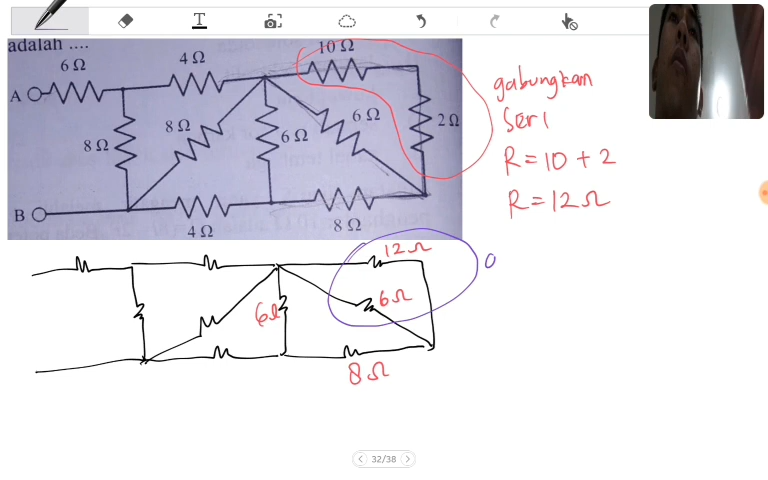 T
adalah ....
10 Ω
6 Ω
4 Ω
A
8 Ω
8 Ω
6 Ω
6 Ω
2 Ω
B
4 Ω
8 Ω
gabungkan
Seri
R = 10 + 2
R = 12 Ω
12 Ω
6 Ω
6 Ω
8 Ω
32/38